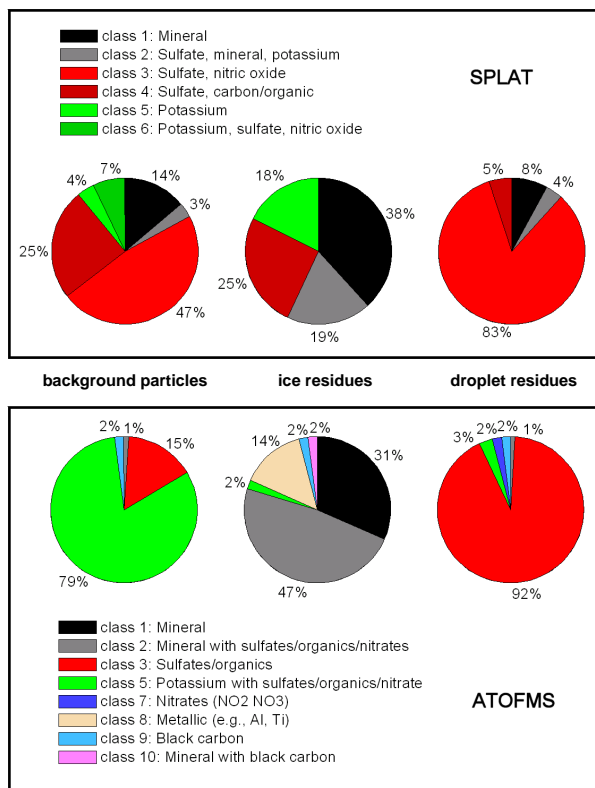 class 1: Mineral
class 2: Sulfate, mineral, potassium
class 3: Sulfate, nitric oxide
class 4: Sulfate, carbon/organic
class 5: Potassium
class 6: Potassium, sulfate, nitric oxide
SPLAT
7%
4%
14%
3%
25%
47%
18%
38%
25%
19%
5%
8%
4%
83%
background particles
ice residues
droplet residues
2%
1%
15%
79%
2%
2%
14%
31%
2%
47%
2%
2%
1%
3%
92%
class 1: Mineral
class 2: Mineral with sulfates/organics/nitrates
class 3: Sulfates/organics
class 5: Potassium with sulfates/organics/nitrate
class 7: Nitrates (NO2 NO3)
class 8: Metallic (e.g., Al, Ti)
class 9: Black carbon
class 10: Mineral with black carbon
ATOFMS